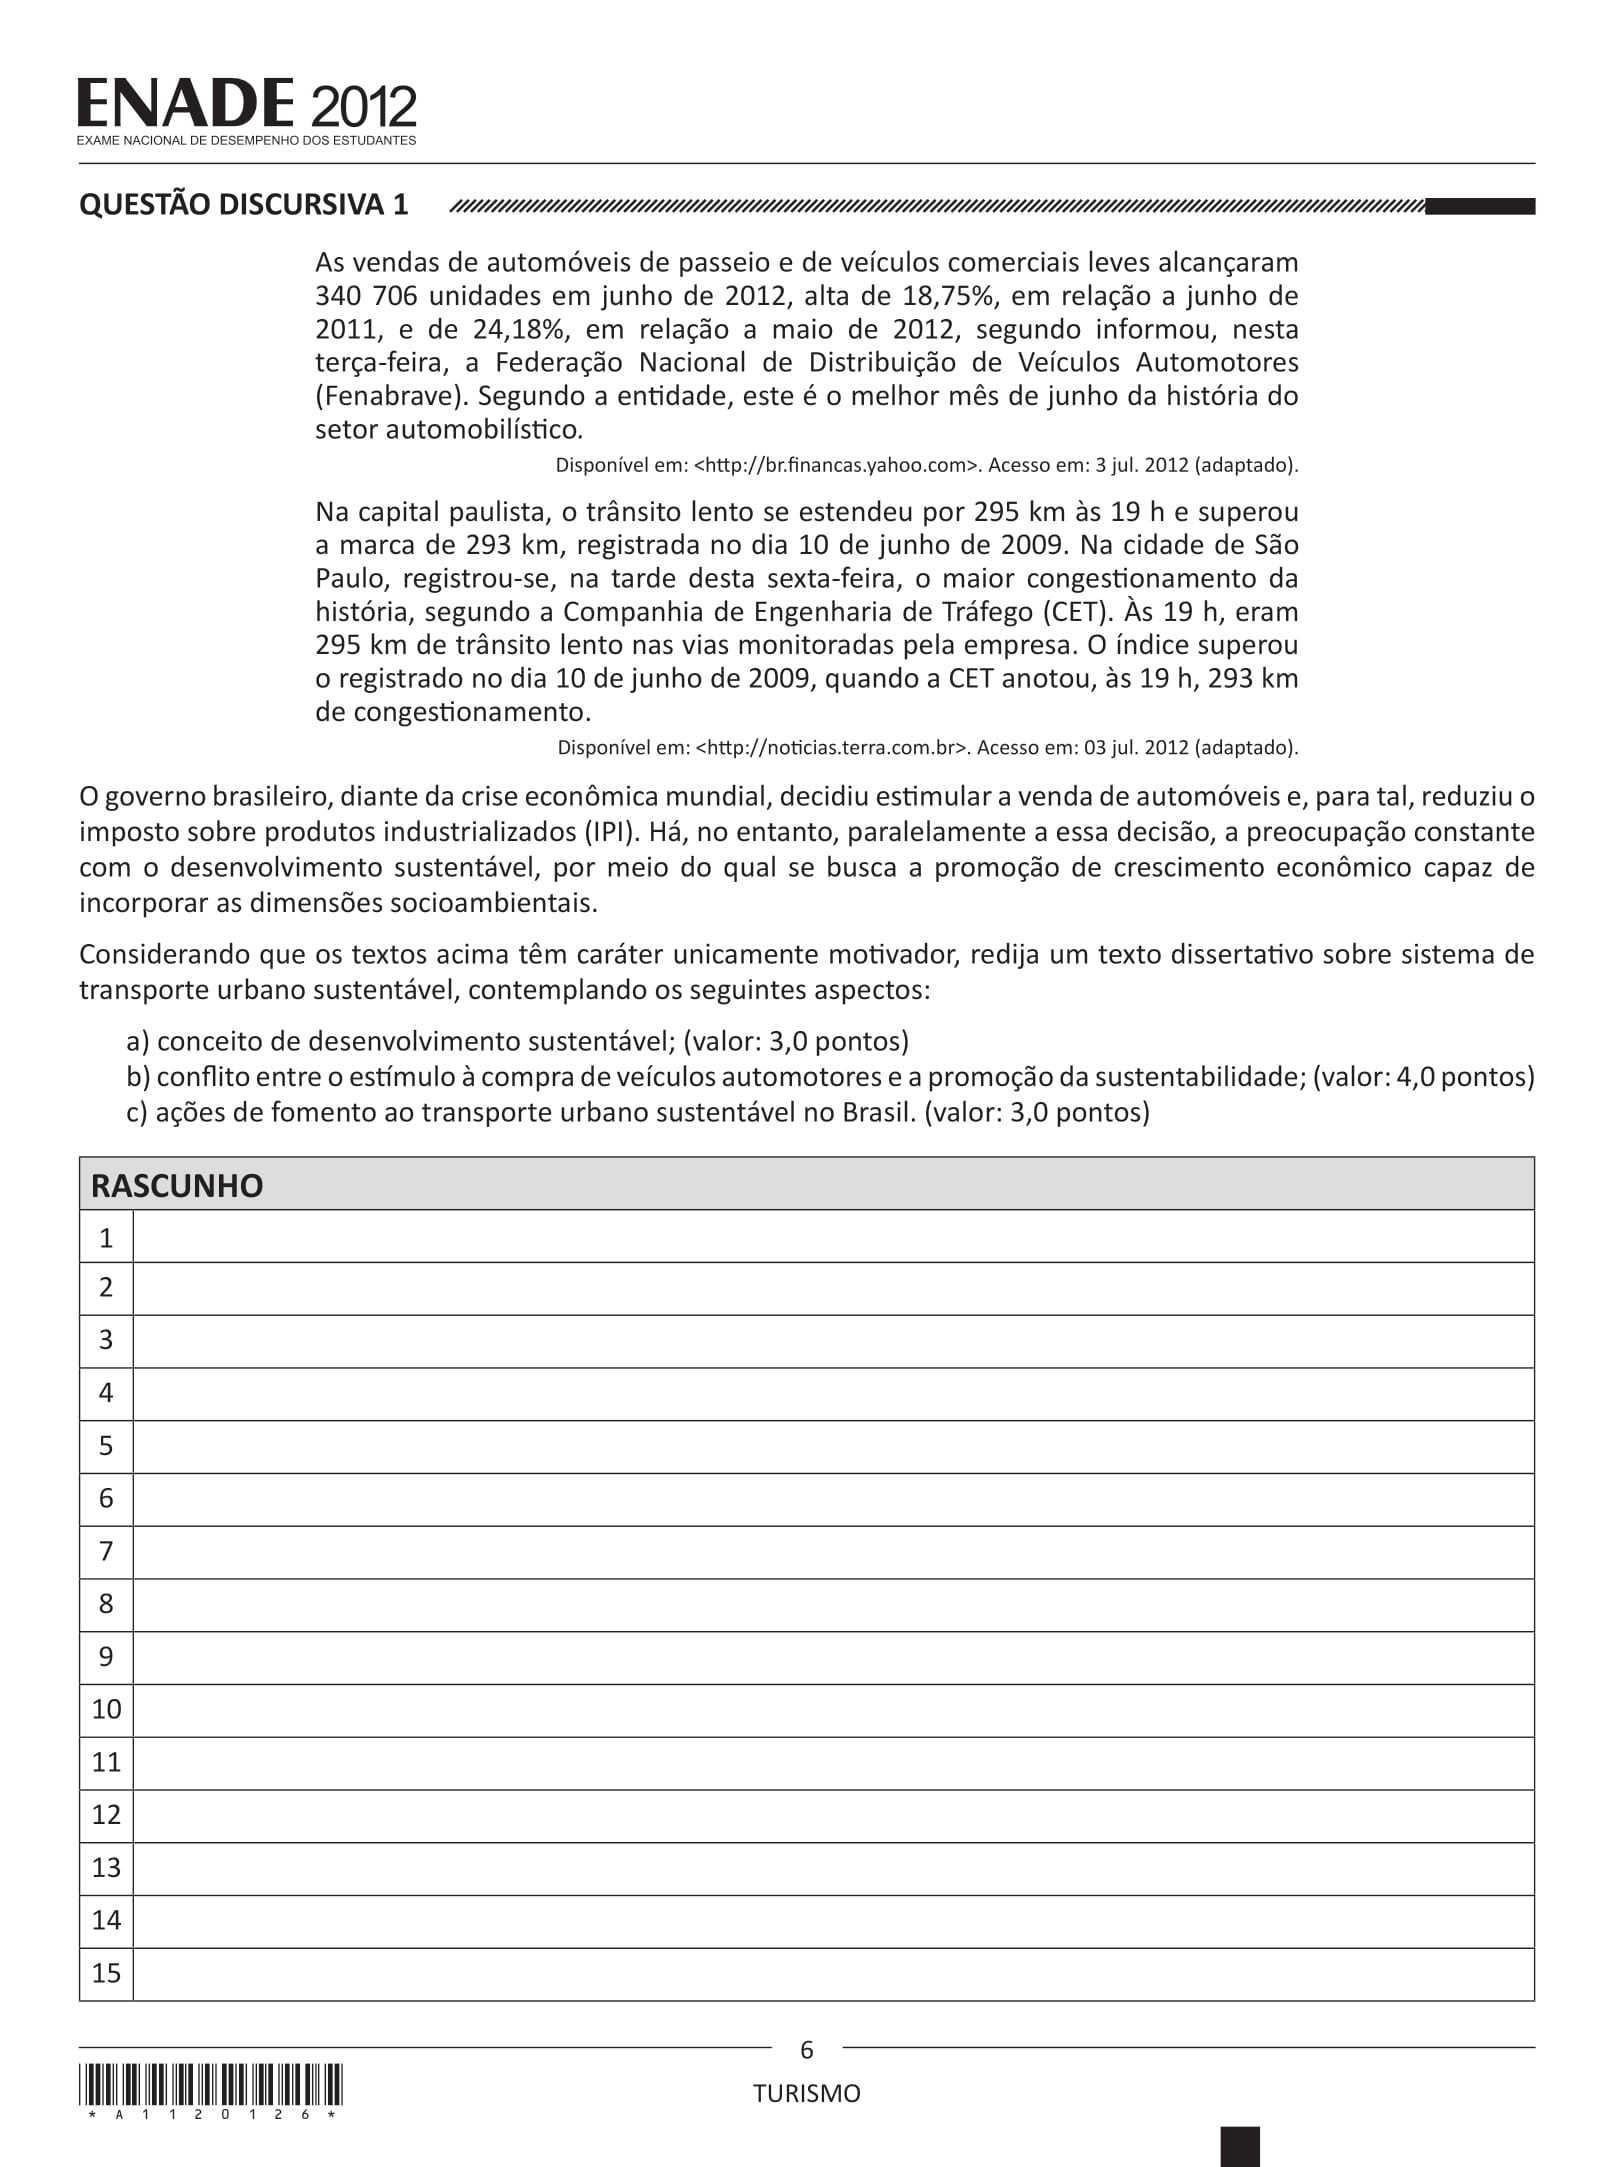 ENADE 2012
EXAME NACIONAL DE DESEMPENHO DOS ESTUDANTES
QUESTÃO DISCURSIVA 1
As vendas de automóveis de passeio e de veículos comerciais leves alcançaram
340 706 unidades em junho de 2012, alta de 18,75%, em relação a junho de
2011, e de 24,18%, em relação a maio de 2012, segundo informou, nesta
terça-feira, a Federação Nacional de Distribuição de Veículos Automotores
(Fenabrave). Segundo a entidade, este é o melhor mês de junho da história do
setor automobilístico.
Disponível em: <http://br.financas.yahoo.com>. Acesso em: 3 jul. 2012 (adaptado).
Na capital paulista, o trânsito lento se estendeu por 295 km às 19 h e superou
a marca de 293 km, registrada no dia 10 de junho de 2009. Na cidade de São
Paulo, registrou-se, na tarde desta sexta-feira, o maior congestionamento da
história, segundo a Companhia de Engenharia de Tráfego (CET). Às 19 h, eram
295 km de trânsito lento nas vias monitoradas pela empresa. O índice superou
o registrado no dia 10 de junho de 2009, quando a CET anotou, às 19 h, 293 km
de congestionamento.
Disponível em: <http://noticias.terra.com.br>. Acesso em: 03 jul. 2012 (adaptado).
O governo brasileiro, diante da crise econômica mundial, decidiu estimular a venda de automóveis e, para tal, reduziu o
imposto sobre produtos industrializados (IPI). Há, no entanto, paralelamente a essa decisão, a preocupação constante
com o desenvolvimento sustentável, por meio do qual se busca a promoção de crescimento econômico capaz de
incorporar as dimensões socioambientais.
Considerando que os textos acima têm caráter unicamente motivador, redija um texto dissertativo sobre sistema de
transporte urbano sustentável, contemplando os seguintes aspectos:
a) conceito de desenvolvimento sustentável; (valor: 3,0 pontos)
b) conflito entre o estímulo à compra de veículos automotores e a promoção da sustentabilidade; (valor: 4,0 pontos)
c) ações de fomento ao transporte urbano sustentável no Brasil. (valor: 3,0 pontos)
RASCUNHO
1
2
3
4
5
6
7
8
9
10
11
12
13
14
15
6
TURISMO
* A 1 1 2 0 1 2 6 *